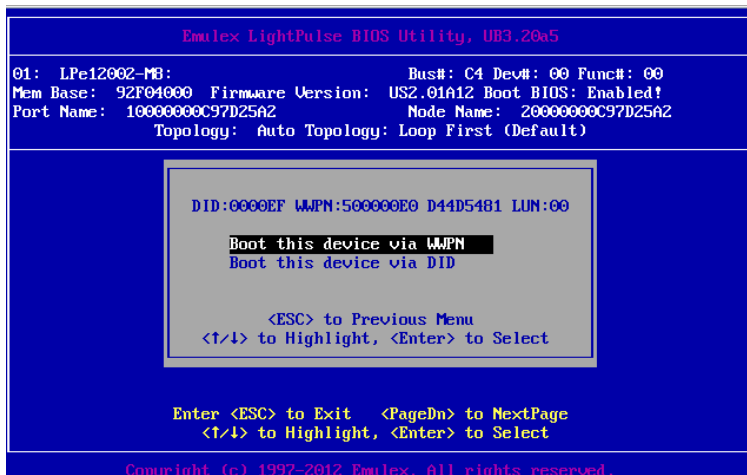 Emulex LightPulse BIOS Utility, UB3.20a5
01: LPe12002-M8: Bus#: C4 Dev#: 00 Func#: 00
Mem Base: 92F04000 Firmware Version: US2.01A12 Boot BIOS: Enabled!
Port Name: 10000000C97D25A2 Node Name: 20000000C97D25A2
Topology: Auto Topology: Loop First (Default)
DID:0000EF WWPN:500000E0 D44D5481 LUN:00
Boot this device via WWPN
Boot this device via DID
<ESC> to Previous Menu
<↑/↓> to Highlight, <Enter> to Select
Enter <ESC> to Exit <PageDn> to NextPage
<↑/↓> to Highlight, <Enter> to Select
Copyright (c) 1997-2012 Emulex. All rights reserved.